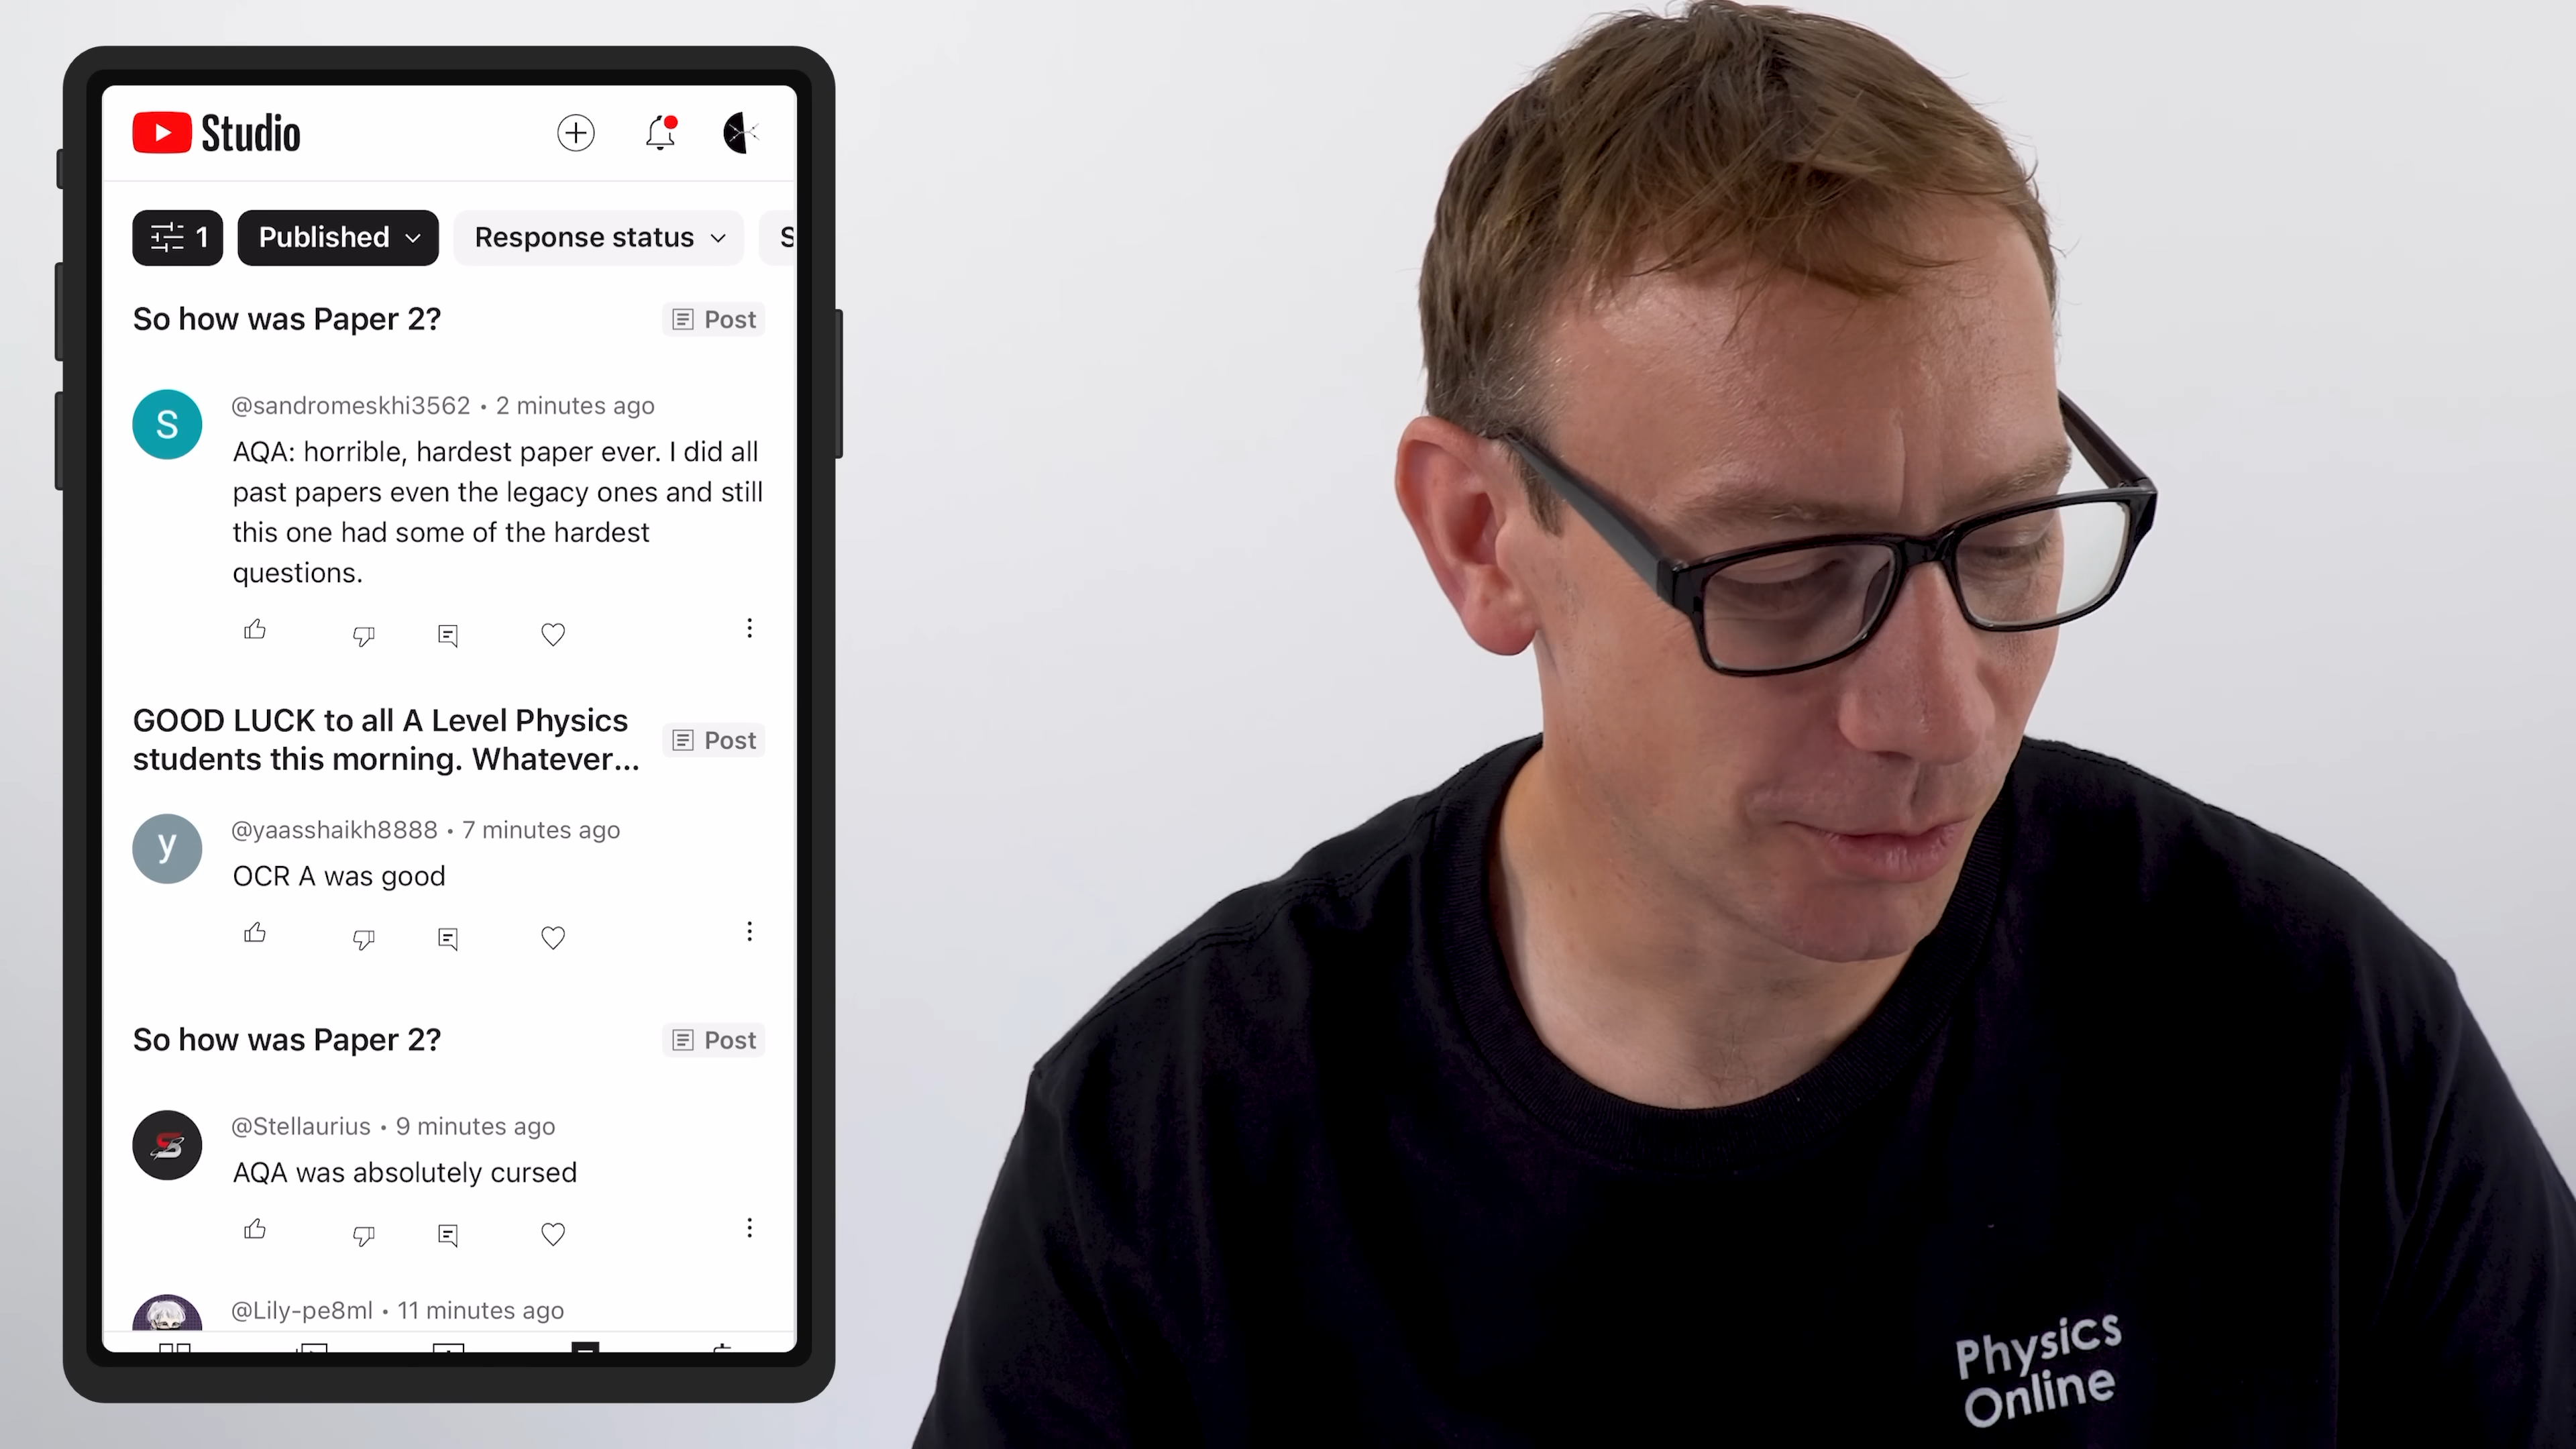 Studio
1 Published Response status S
So how was Paper 2? Post
S @sandromeskhi3562 • 2 minutes ago
AQA: horrible, hardest paper ever. I did all
past papers even the legacy ones and still
this one had some of the hardest
questions.
GOOD LUCK to all A Level Physics
students this morning. Whatever...
Post
y @yaasshaikh8888 • 7 minutes ago
OCR A was good
So how was Paper 2? Post
@Stellaurius • 9 minutes ago
AQA was absolutely cursed
@Lily-pe8ml • 11 minutes ago
Physics
Online